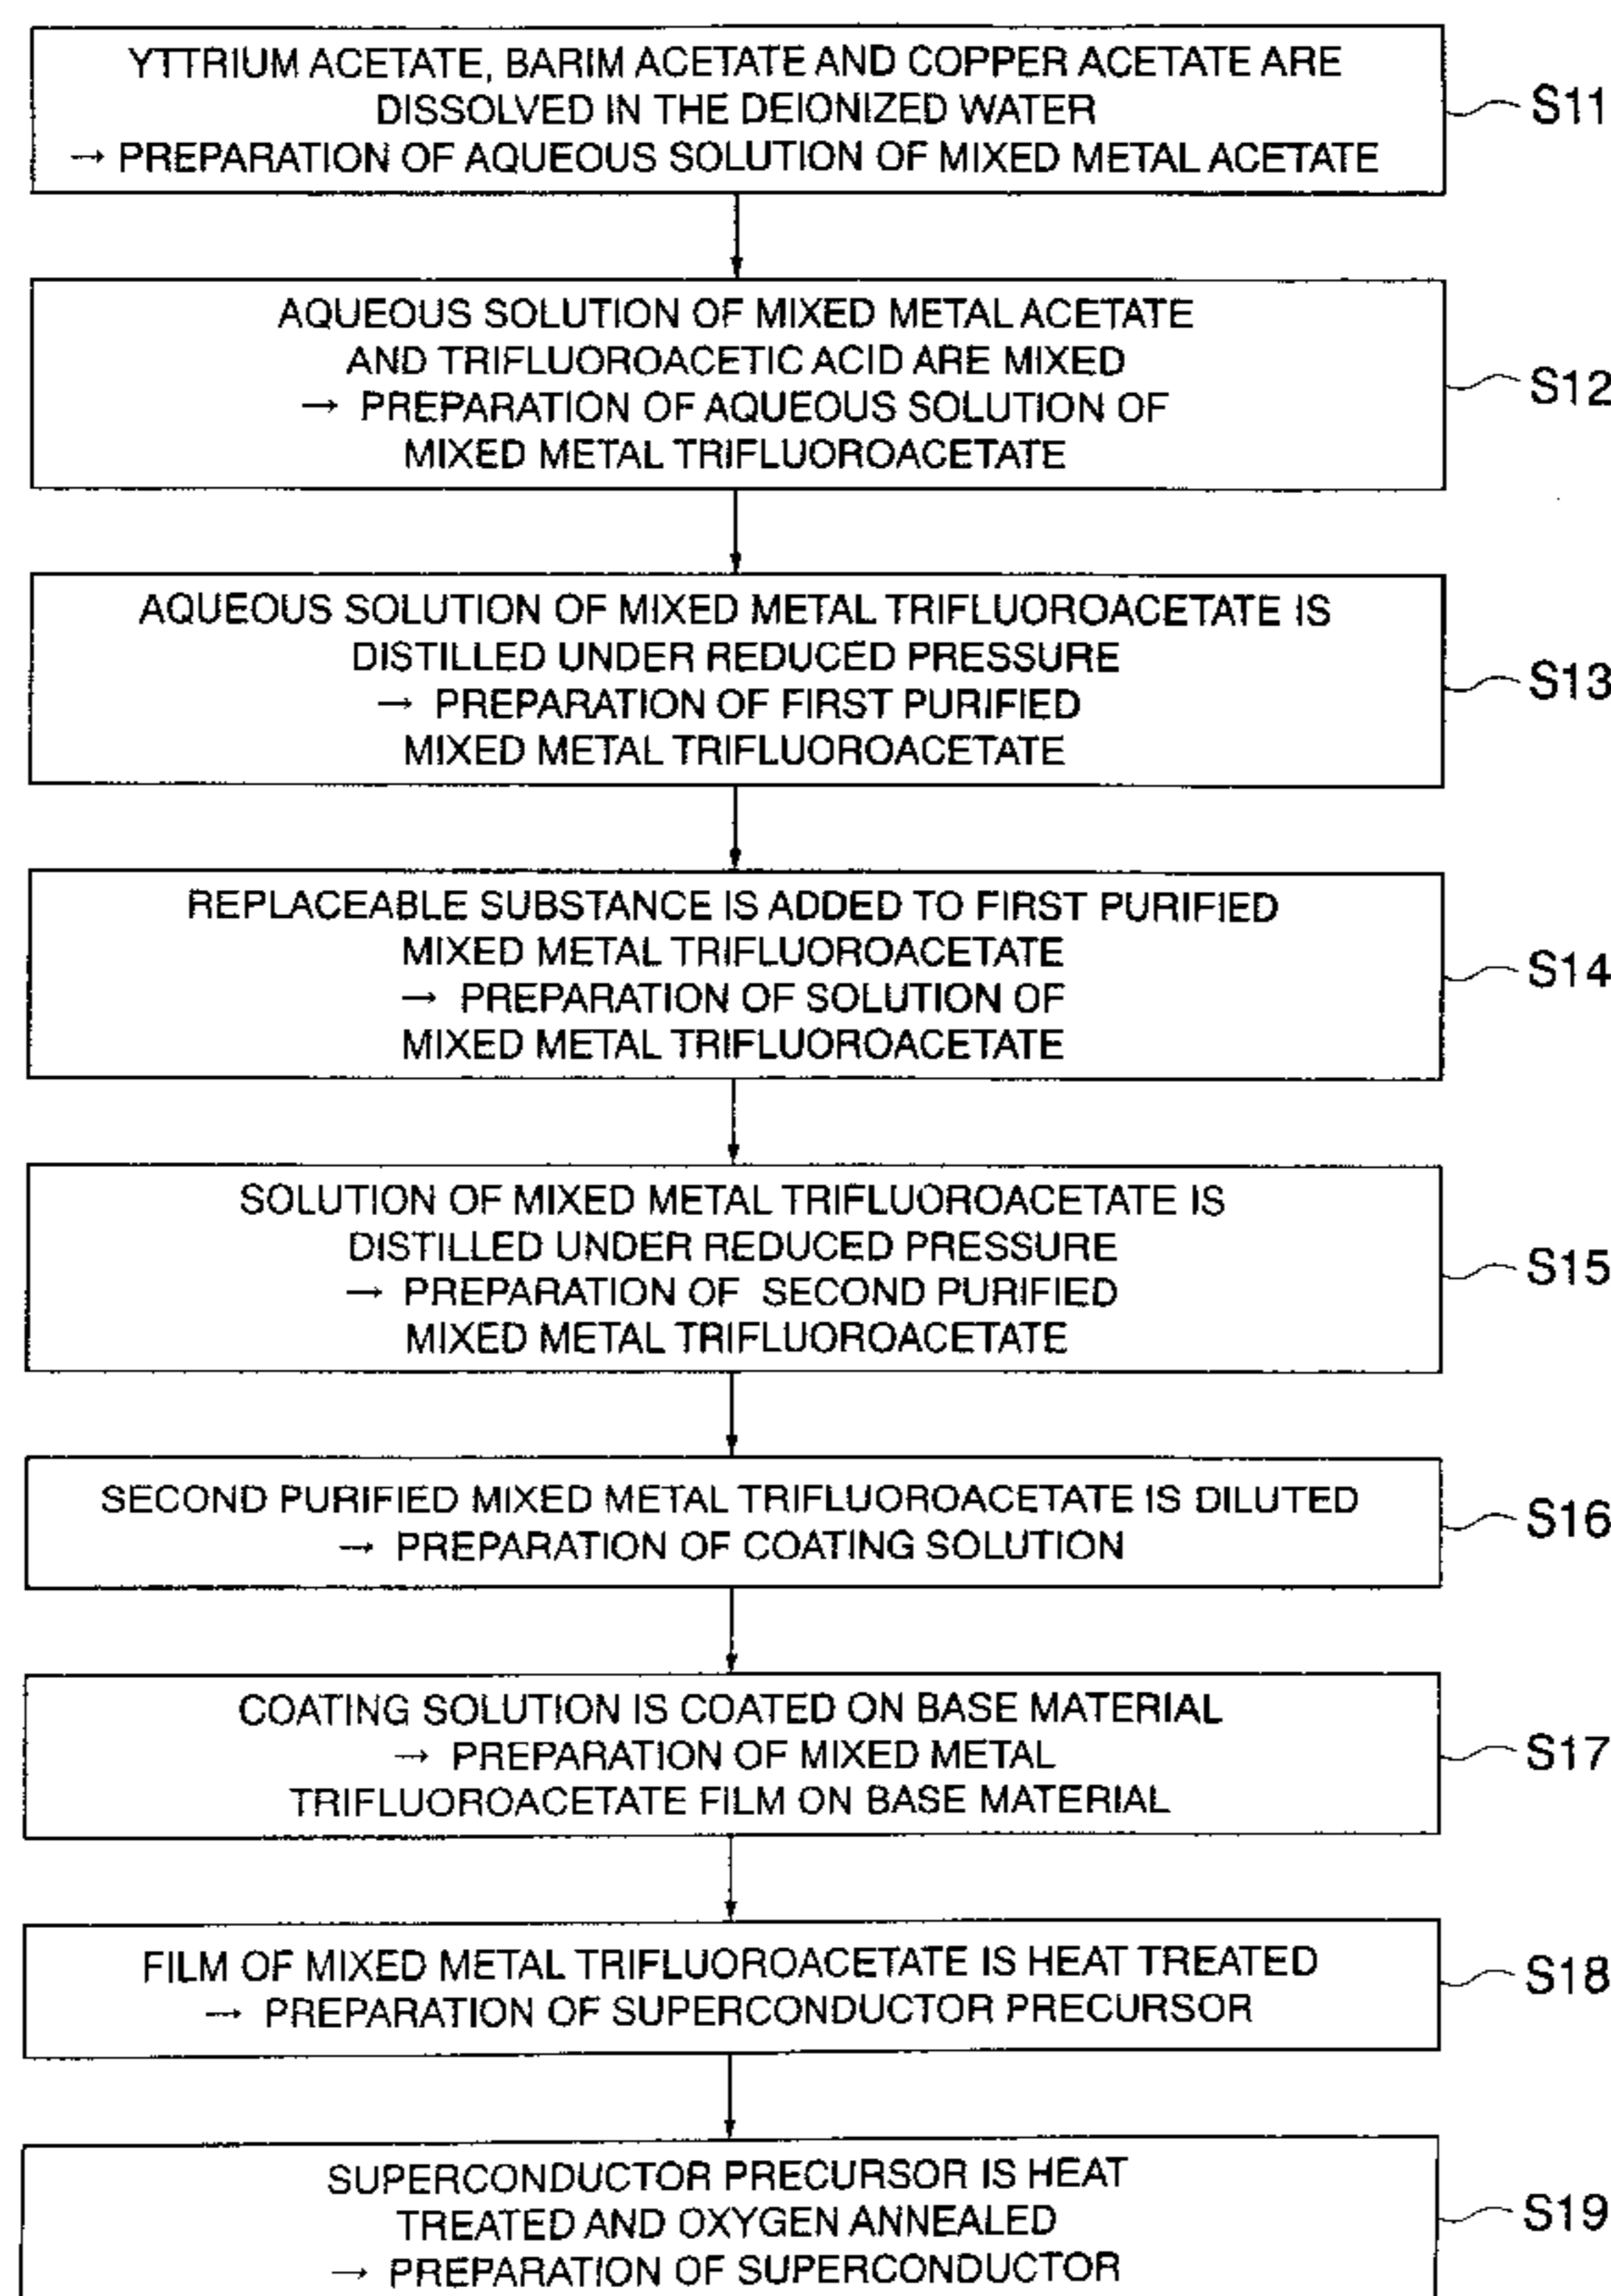 YTTRIUM ACETATE, BARIM ACETATE AND COPPER ACETATE ARE
DISSOLVED IN THE DEIONIZED WATER
→ PREPARATION OF AQUEOUS SOLUTION OF MIXED METAL ACETATE
S11
AQUEOUS SOLUTION OF MIXED METAL ACETATE
AND TRIFLUOROACETIC ACID ARE MIXED
→ PREPARATION OF AQUEOUS SOLUTION OF
MIXED METAL TRIFLUOROACETATE
S12
AQUEOUS SOLUTION OF MIXED METAL TRIFLUOROACETATE IS
DISTILLED UNDER REDUCED PRESSURE
→ PREPARATION OF FIRST PURIFIED
MIXED METAL TRIFLUOROACETATE
S13
REPLACEABLE SUBSTANCE IS ADDED TO FIRST PURIFIED
MIXED METAL TRIFLUOROACETATE
→ PREPARATION OF SOLUTION OF
MIXED METAL TRIFLUOROACETATE
S14
SOLUTION OF MIXED METAL TRIFLUOROACETATE IS
DISTILLED UNDER REDUCED PRESSURE
→ PREPARATION OF SECOND PURIFIED
MIXED METAL TRIFLUOROACETATE
S15
SECOND PURIFIED MIXED METAL TRIFLUOROACETATE IS DILUTED
→ PREPARATION OF COATING SOLUTION
S16
COATING SOLUTION IS COATED ON BASE MATERIAL
→ PREPARATION OF MIXED METAL
TRIFLUOROACETATE FILM ON BASE MATERIAL
S17
FILM OF MIXED METAL TRIFLUOROACETATE IS HEAT TREATED
→ PREPARATION OF SUPERCONDUCTOR PRECURSOR
S18
SUPERCONDUCTOR PRECURSOR IS HEAT
TREATED AND OXYGEN ANNEALED
→ PREPARATION OF SUPERCONDUCTOR
S19